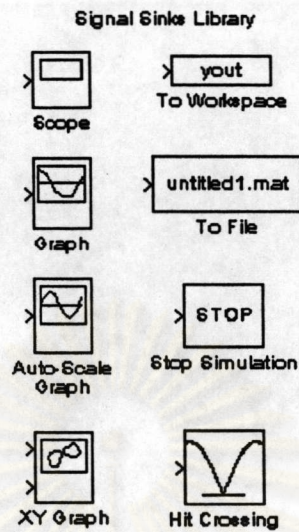 Signal Sinks Library
yout
Scope
To Workspace
untitled1.mat
Graph
To File
STOP
Auto-Scale
Graph
Stop Simulation
XY Graph
Hit Crossing